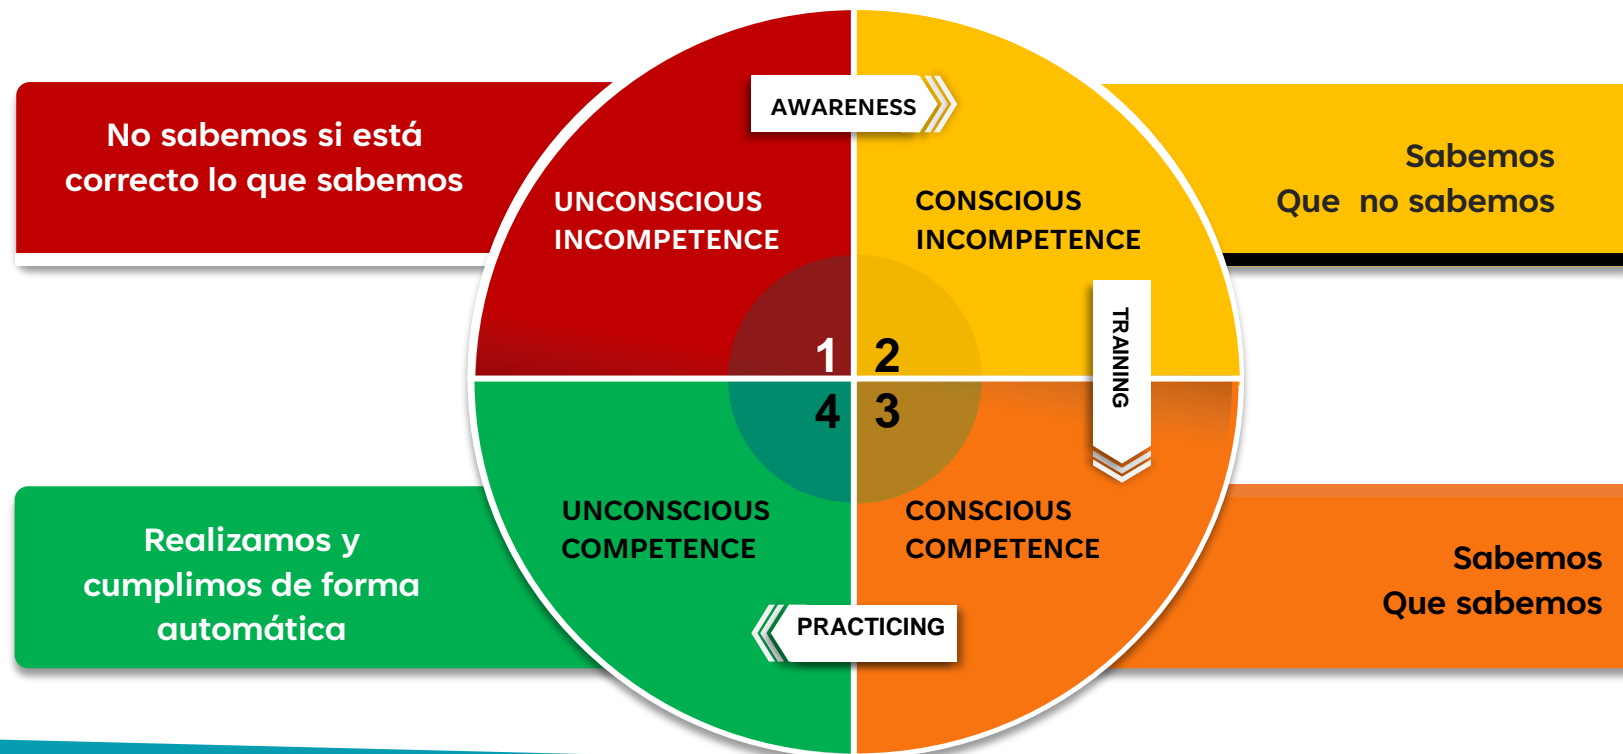 No sabemos si está
correcto lo que sabemos
UNCONSCIOUS
INCOMPETENCE
1
AWARENESS
CONSCIOUS
INCOMPETENCE
2
Sabemos
Que  no sabemos
TRAINING
3
CONSCIOUS
COMPETENCE
Sabemos
Que sabemos
PRACTICING
4
UNCONSCIOUS
COMPETENCE
Realizamos y
cumplimos de forma
automática